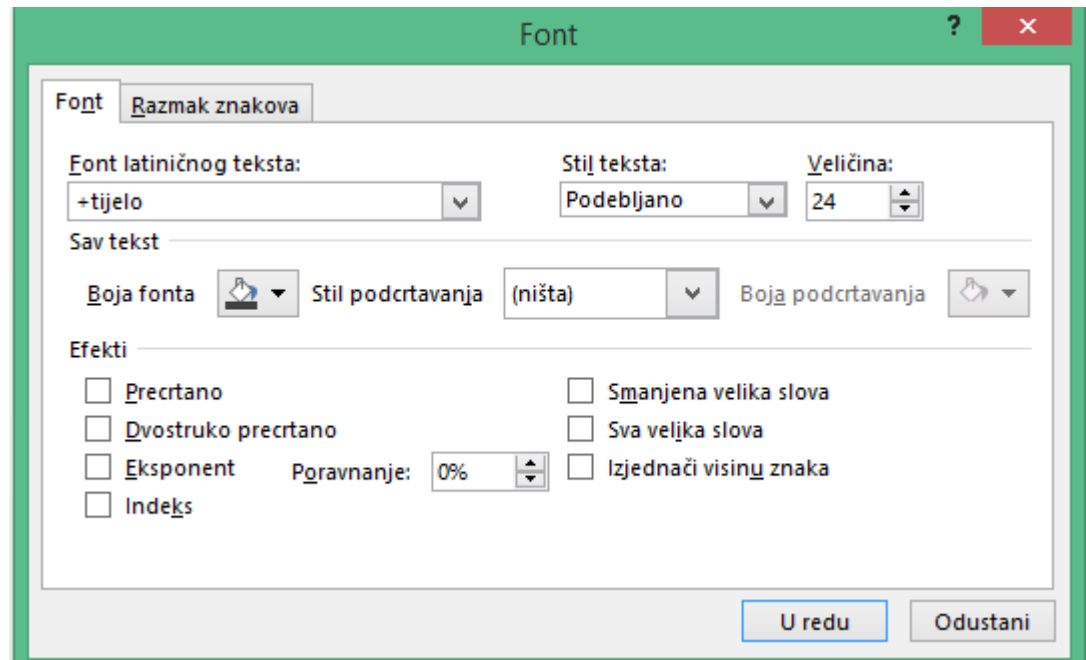 Font
?
Font Razmak znakova
Font latiničnog teksta: Stil teksta: Veličina:
+tijelo Podebljano 24
Sav tekst
Boja fonta Stil podcrtavanja (ništa) Boja podcrtavanja
Efekti
Precrtano Smanjena velika slova
Dvostruko precrtano Sva velika slova
Eksponent Poravnanje: 0% Izjednači visinu znaka
Indeks
U redu Odustani